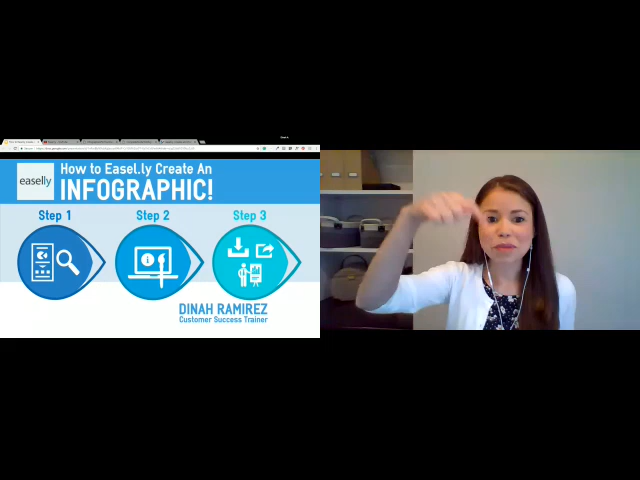 easelly
How to Easel.ly Create An
INFOGRAPHIC!
Step 1
Step 2
Step 3
DINAH RAMIREZ
Customer Success Trainer